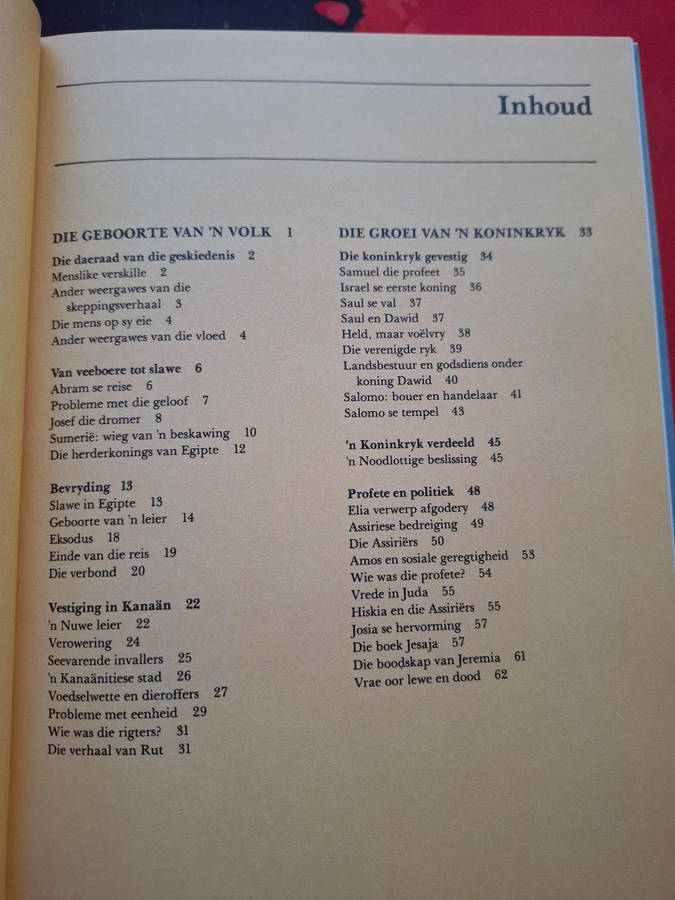 Inhoud
DIE GEBOORTE VAN 'N VOLK 1
Die daeraad van die geskiedenis 2
Menslike verskille 2
Ander weergawes van die
skeppingsverhaal 3
Die mens op sy eie 4
Ander weergawes van die vloed 4
Van veeboere tot slawe 6
Abram se reise 6
Probleme met die geloof 7
Josef die dromer 8
Sumerië: wieg van 'n beskawing 10
Die herderkonings van Egipte 12
Bevryding 13
Slawe in Egipte 13
Geboorte van 'n leier 14
Eksodus 18
Einde van die reis 19
Die verbond 20
Vestiging in Kanaän 22
'n Nuwe leier 22
Verowering 24
Seevarende invallers 25
'n Kanaänitiese stad 26
Voedselwette en dieroffers 27
Probleme met eenheid 29
Wie was die rigters? 31
Die verhaal van Rut 31
DIE GROEI VAN 'N KONINKRYK 33
Die koninkryk gevestig 34
Samuel die profeet 35
Israel se eerste koning 36
Saul se val 37
Saul en Dawid 37
Held, maar voëlvry 38
Die verenigde ryk 39
Landsbestuur en godsdiens onder
koning Dawid 40
Salomo: bouer en handelaar 41
Salomo se tempel 43
'n Koninkryk verdeeld 45
'n Noodlottige beslissing 45
Profete en politiek 48
Elia verwerp afgodery 48
Assiriese bedreiging 49
Die Assiriërs 50
Amos en sosiale geregtigheid 53
Wie was die profete? 54
Vrede in Juda 55
Hiskia en die Assiriërs 55
Josia se hervorming 57
Die boek Jesaja 57
Die boodskap van Jeremia 61
Vrae oor lewe en dood 62